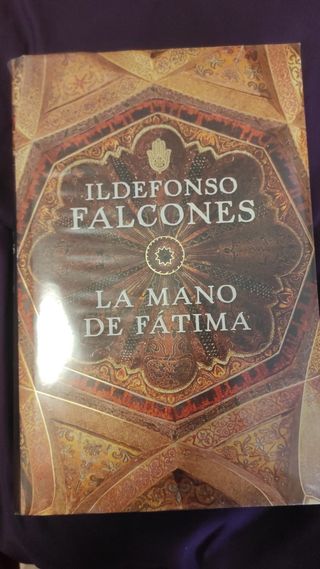 ILDEFONSO
FALCONES
LA MANO
DE FÁTIMA